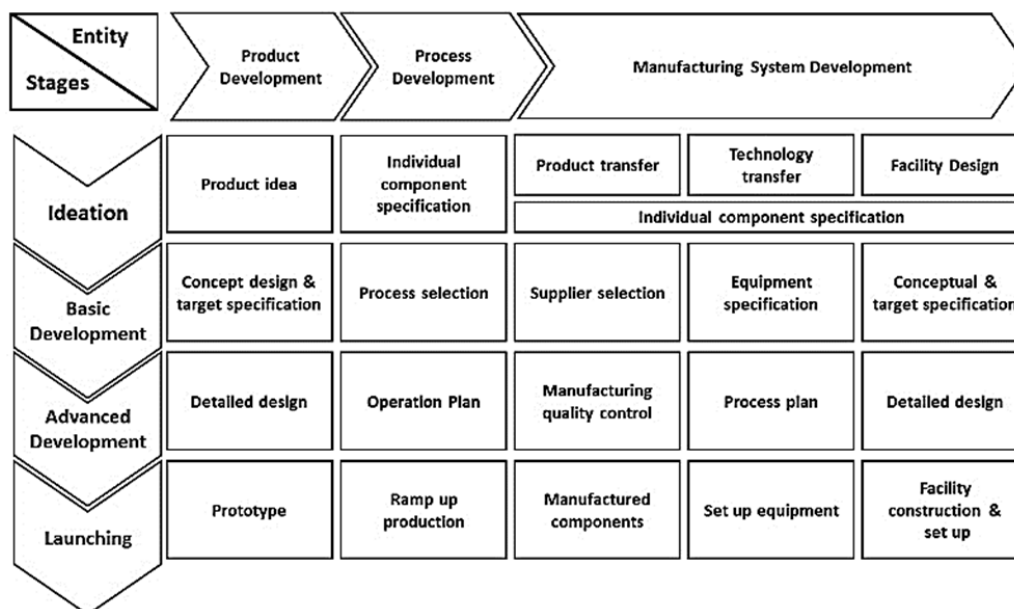 Entity
Stages
Product
Development
Process
Development
Manufacturing System Development
Ideation
Product idea
Individual
component
specification
Product transfer
Technology
transfer
Facility Design
Individual component specification
Basic
Development
Concept design &
target specification
Process selection
Supplier selection
Equipment
specification
Conceptual &
target specification
Advanced
Development
Detailed design
Operation Plan
Manufacturing
quality control
Process plan
Detailed design
Launching
Prototype
Ramp up
production
Manufactured
components
Set up equipment
Facility
construction &
set up